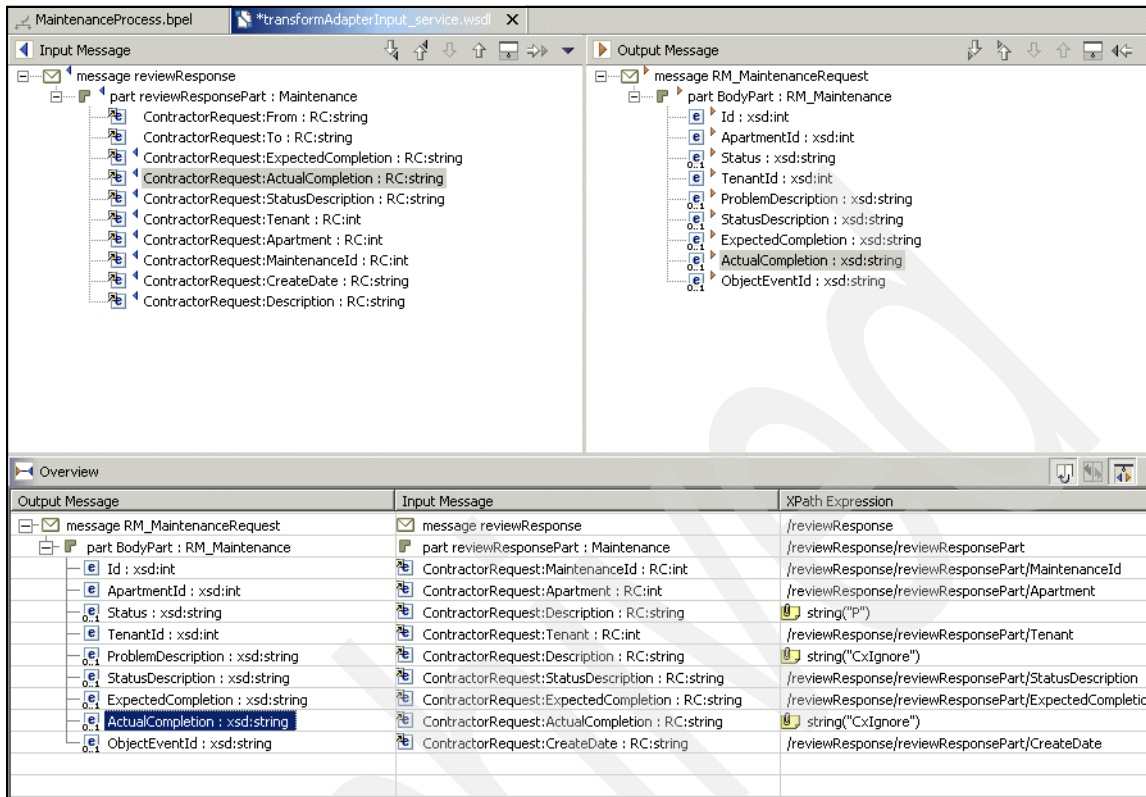 MaintenanceProcess.bpel *transformAdapterInput_service.wsdl X
Input Message
message reviewResponse
part reviewResponsePart : Maintenance
ContractorRequest:From : RC:string
ContractorRequest:To : RC:string
ContractorRequest:ExpectedCompletion : RC:string
ContractorRequest:ActualCompletion : RC:string
ContractorRequest:StatusDescription : RC:string
ContractorRequest:Tenant : RC:int
ContractorRequest:Apartment : RC:int
ContractorRequest:MaintenanceId : RC:int
ContractorRequest:CreateDate : RC:string
ContractorRequest:Description : RC:string
Output Message
message RM_MaintenanceRequest
part BodyPart : RM_Maintenance
Id : xsd:int
ApartmentId : xsd:int
Status : xsd:string
TenantId : xsd:int
ProblemDescription : xsd:string
StatusDescription : xsd:string
ExpectedCompletion : xsd:string
ActualCompletion : xsd:string
ObjectEventId : xsd:string
Overview
Output Message Input Message XPath Expression
message RM_MaintenanceRequest message reviewResponse /reviewResponse
part BodyPart : RM_Maintenance part reviewResponsePart : Maintenance /reviewResponse/reviewResponsePart
Id : xsd:int ContractorRequest:MaintenanceId : RC:int /reviewResponse/reviewResponsePart/MaintenanceId
ApartmentId : xsd:int ContractorRequest:Apartment : RC:int /reviewResponse/reviewResponsePart/Apartment
Status : xsd:string ContractorRequest:Description : RC:string string("P")
TenantId : xsd:int ContractorRequest:Tenant : RC:int /reviewResponse/reviewResponsePart/Tenant
ProblemDescription : xsd:string ContractorRequest:Description : RC:string string("CxIgnore")
StatusDescription : xsd:string ContractorRequest:StatusDescription : RC:string /reviewResponse/reviewResponsePart/StatusDescription
ExpectedCompletion : xsd:string ContractorRequest:ExpectedCompletion : RC:string /reviewResponse/reviewResponsePart/ExpectedCompletic
ActualCompletion : xsd:string ContractorRequest:ActualCompletion : RC:string string("CxIgnore")
ObjectEventId : xsd:string ContractorRequest:CreateDate : RC:string /reviewResponse/reviewResponsePart/CreateDate